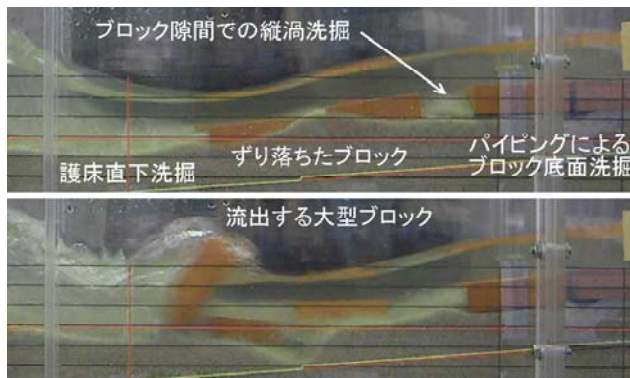 ブロック隙間での縦渦洗掘
護床直下洗掘
ずり落ちたブロック
パイピングによる
ブロック底面洗掘
流出する大型ブロック